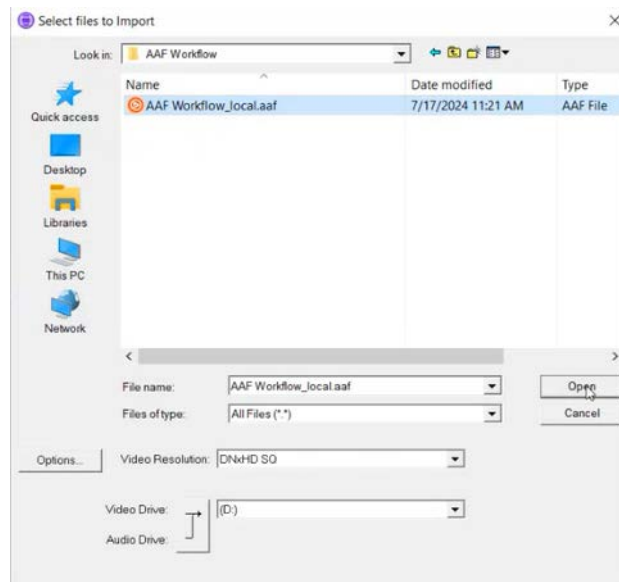 Select files to Import
Look in: AAF Workflow
Name Date modified Type
AAF Workflow_local.aaf 7/17/2024 11:21 AM AAF File
Quick access
Desktop
Libraries
This PC
Network
File name: AAF Workflow_local.aaf Open
Files of type: All Files (*.*) Cancel
Options... Video Resolution: DNxHD SQ
Video Drive: (D:)
Audio Drive: